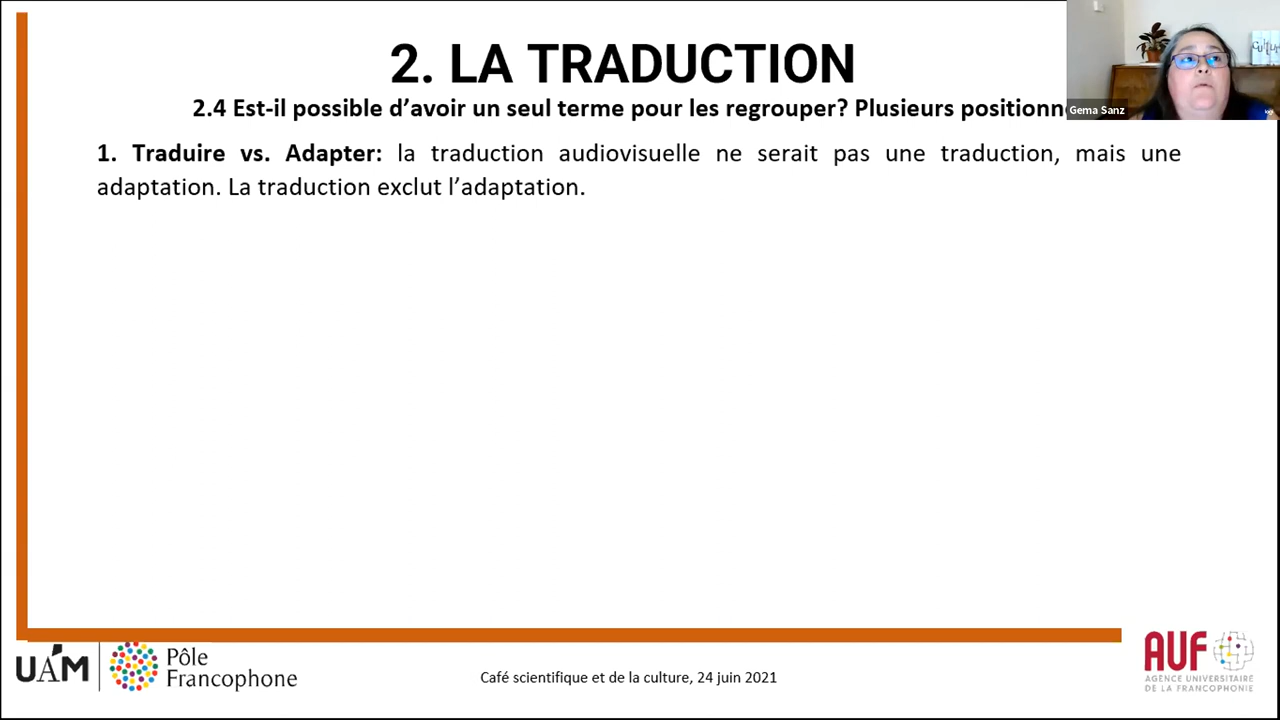 2. LA TRADUCTION
2.4 Est-il possible d’avoir un seul terme pour les regrouper? Plusieurs
Gema Sanz
1. Traduire vs. Adapter: la traduction audiovisuelle ne serait pas une traduction, mais une
adaptation. La traduction exclut l’adaptation.
UAM
Pôle
Francophone
Café scientifique et de la culture, 24 juin 2021
AUF
AGENCE UNIVERSITAIRE
DE LA FRANCOPHONIE